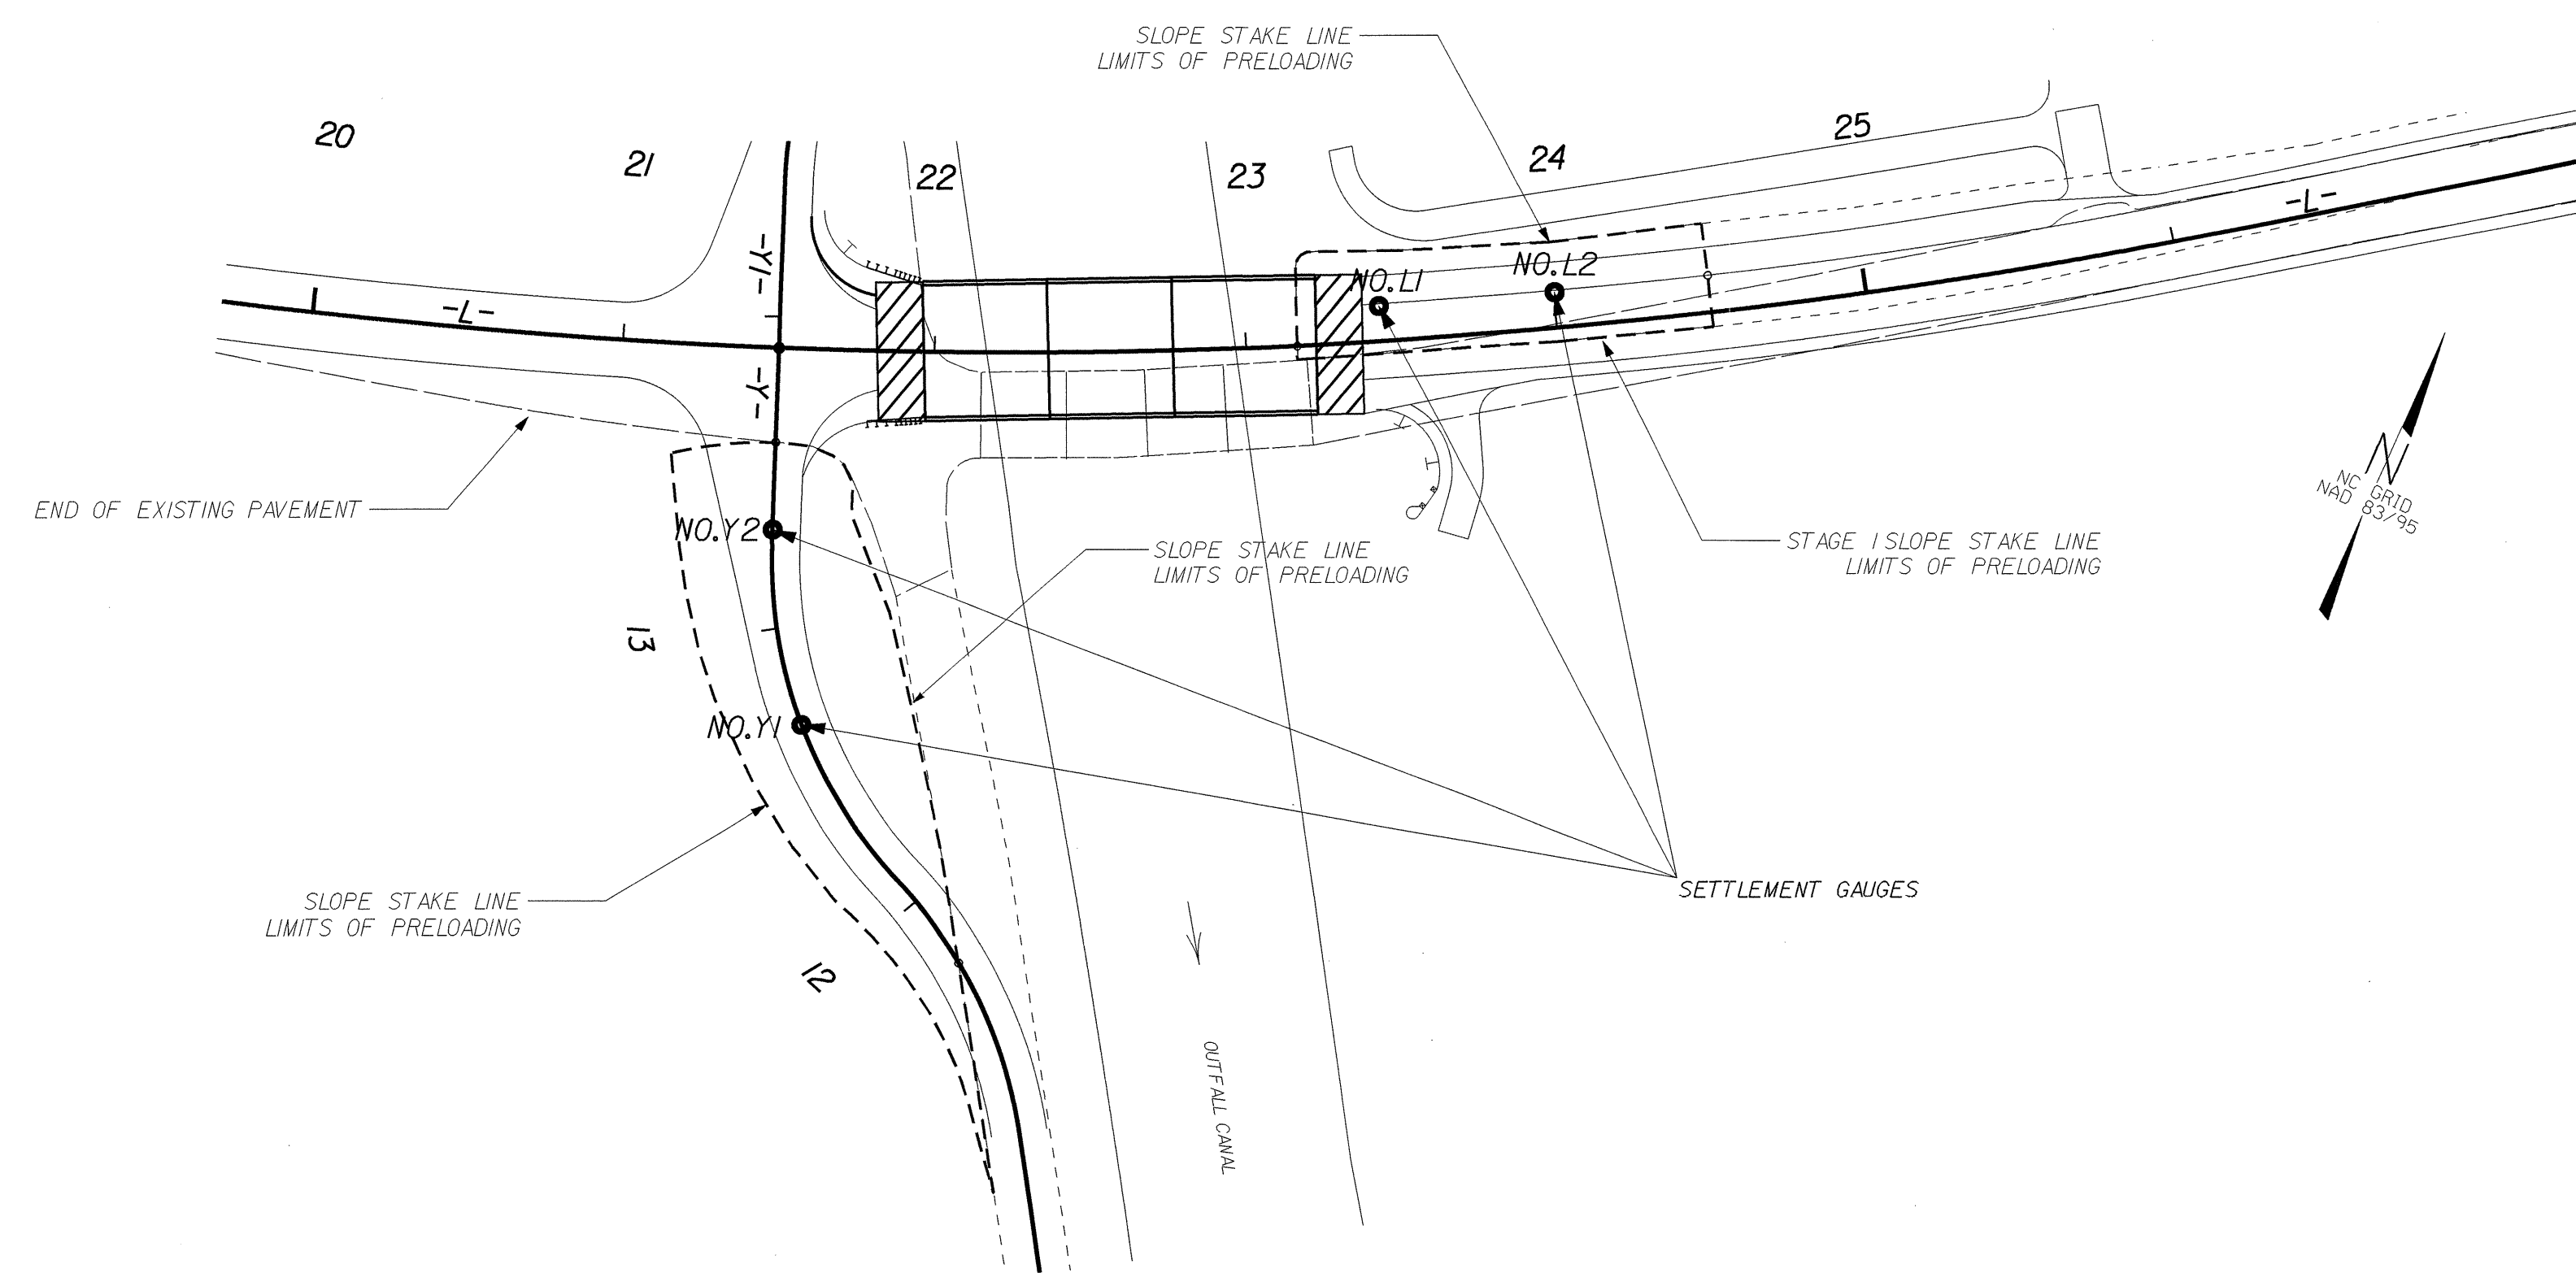 SLOPE STAKE LINE
LIMITS OF PRELOADING
20
21
22
23
24
25
-Y1-
-L-
-L-
NO.L1
NO.L2
-Y-
END OF EXISTING PAVEMENT
NO.Y2
SLOPE STAKE LINE
LIMITS OF PRELOADING
STAGE 1 SLOPE STAKE LINE
LIMITS OF PRELOADING
N
NC GRID
NAD 83/95
13
NO.Y1
SETTLEMENT GAUGES
SLOPE STAKE LINE
LIMITS OF PRELOADING
12
OUTFALL CANAL